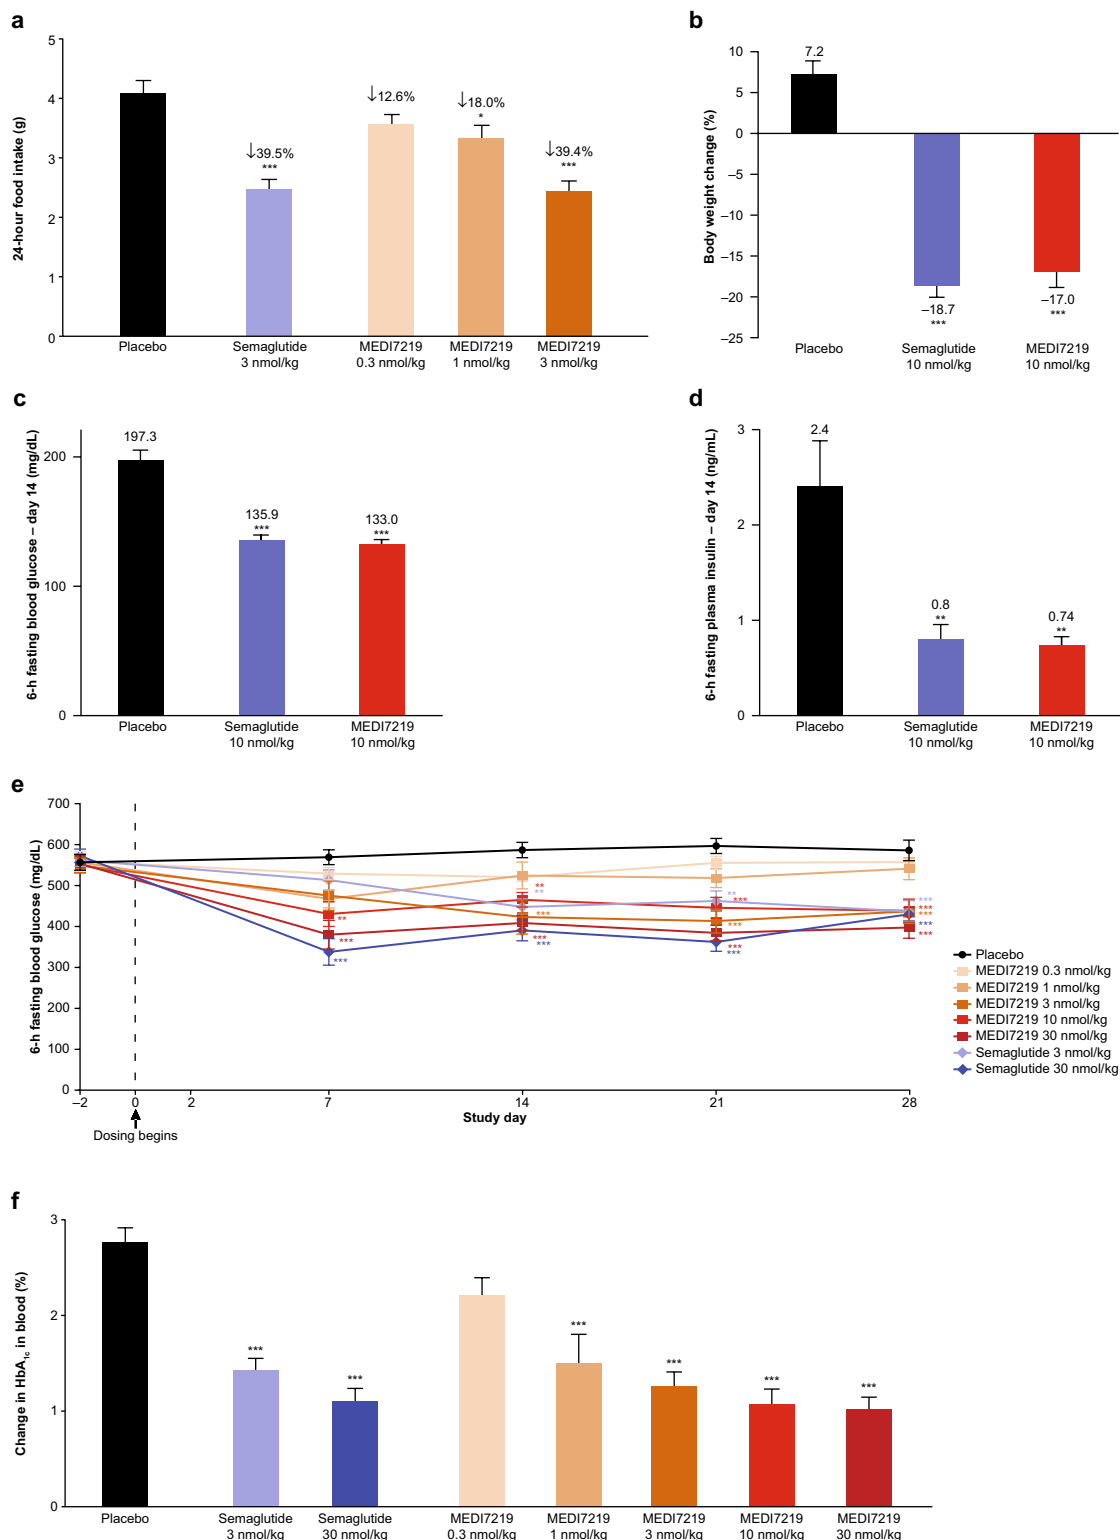 a
24-hour food intake (g)
5
4
3
2
1
0
↓39.5%
***
↓12.6%
↓18.0%
*
↓39.4%
***
Placebo
Semaglutide
3 nmol/kg
MEDI7219
0.3 nmol/kg
MEDI7219
1 nmol/kg
MEDI7219
3 nmol/kg
b
Body weight change (%)
10
5
0
–5
–10
–15
–20
–25
7.2
–18.7
***
–17.0
***
Placebo
Semaglutide
10 nmol/kg
MEDI7219
10 nmol/kg
c
6-h fasting blood glucose – day 14 (mg/dL)
200
100
0
197.3
135.9
***
133.0
***
Placebo
Semaglutide
10 nmol/kg
MEDI7219
10 nmol/kg
d
6-h fasting plasma insulin – day 14 (ng/mL)
3
2
1
0
2.4
0.8
**
0.74
**
Placebo
Semaglutide
10 nmol/kg
MEDI7219
10 nmol/kg
e
6-h fasting blood glucose (mg/dL)
700
600
500
400
300
200
100
0
**
***
***
**
**
***
***
***
**
***
***
***
***
***
***
***
***
***
–2
0
2
7
14
21
28
Study day
Dosing begins
Placebo
MEDI7219 0.3 nmol/kg
MEDI7219 1 nmol/kg
MEDI7219 3 nmol/kg
MEDI7219 10 nmol/kg
MEDI7219 30 nmol/kg
Semaglutide 3 nmol/kg
Semaglutide 30 nmol/kg
f
Change in HbA1c in blood (%)
3
2
1
0
***
***
***
***
***
***
Placebo
Semaglutide
3 nmol/kg
Semaglutide
30 nmol/kg
MEDI7219
0.3 nmol/kg
MEDI7219
1 nmol/kg
MEDI7219
3 nmol/kg
MEDI7219
10 nmol/kg
MEDI7219
30 nmol/kg